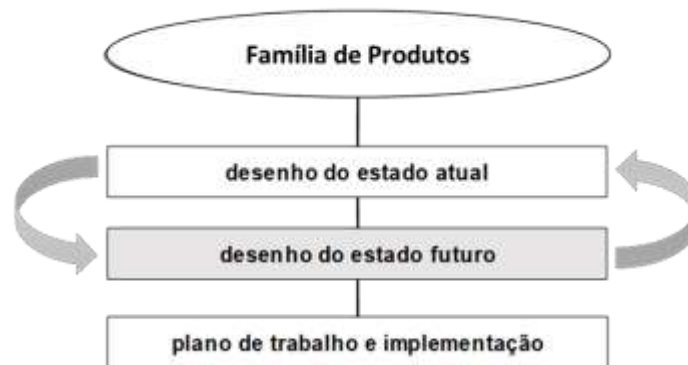 Família de Produtos
desenho do estado atual
desenho do estado futuro
plano de trabalho e implementação